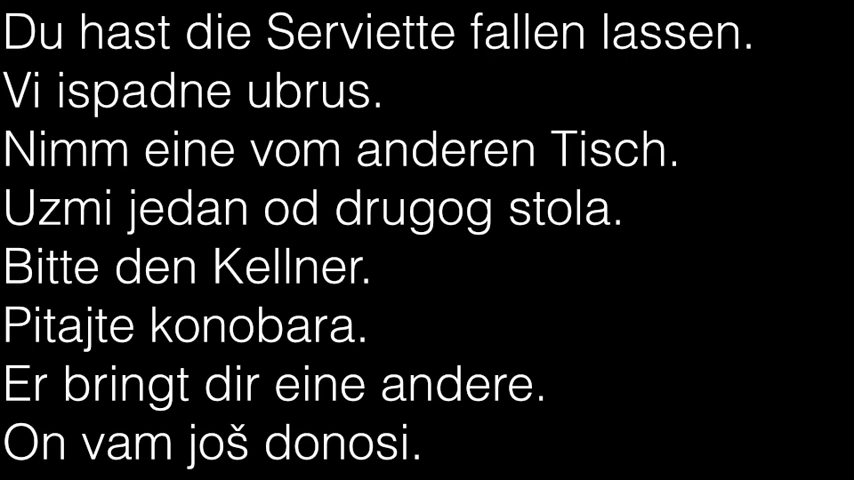 Du hast die Serviette fallen lassen.
Vi ispadne ubrus.
Nimm eine vom anderen Tisch.
Uzmi jedan od drugog stola.
Bitte den Kellner.
Pitajte konobara.
Er bringt dir eine andere.
On vam još donosi.